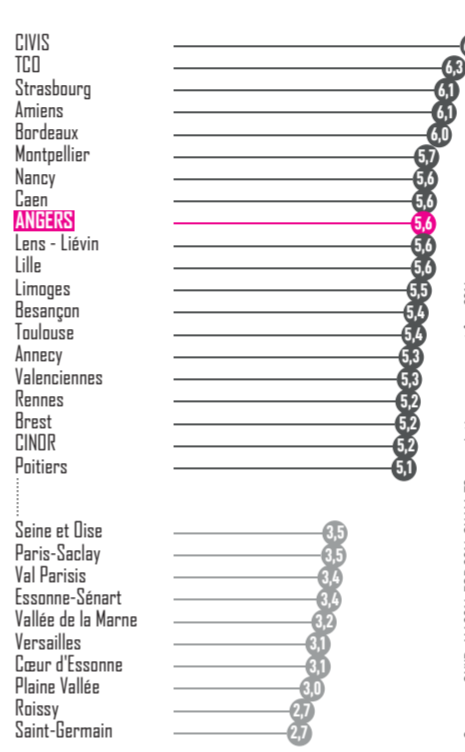 CIVIS
TCO 6,3
Strasbourg 6,1
Amiens 6,1
Bordeaux 6,0
Montpellier 5,7
Nancy 5,6
Caen 5,6
ANGERS 5,6
Lens - Liévin 5,6
Lille 5,6
Limoges 5,5
Besançon 5,4
Toulouse 5,4
Annecy 5,3
Valenciennes 5,3
Rennes 5,2
Brest 5,2
CINOR 5,2
Poitiers 5,1
Seine et Oise 3,5
Paris-Saclay 3,5
Val Parisis 3,4
Essonne-Sénart 3,4
Vallée de la Marne 3,2
Versailles 3,1
Cœur d'Essonne 3,1
Plaine Vallée 3,0
Roissy 2,7
Saint-Germain 2,7